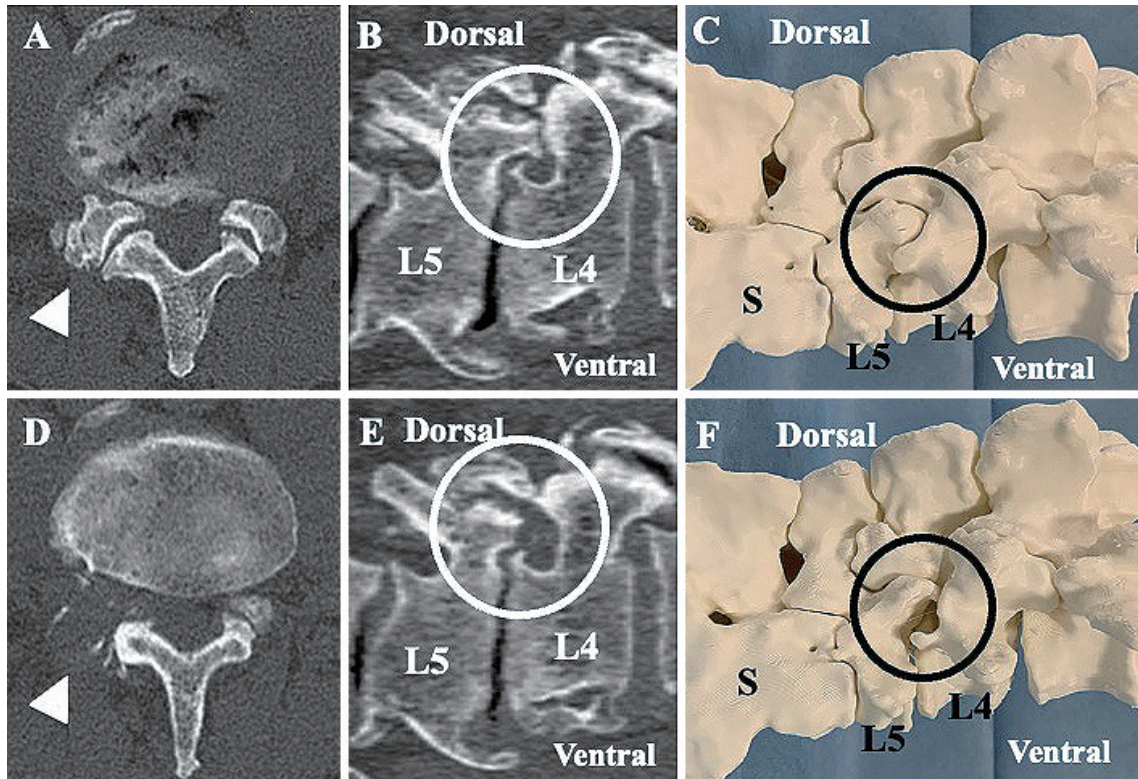 A
B
Dorsal
L5
L4
Ventral
C
Dorsal
S
L5
L4
Ventral
D
E
Dorsal
L5
L4
Ventral
F
Dorsal
S
L5
L4
Ventral